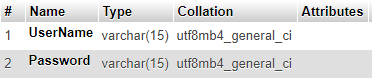 # Name Type Collation Attributes
1 UserName varchar(15) utf8mb4_general_ci
2 Password varchar(15) utf8mb4_general_ci